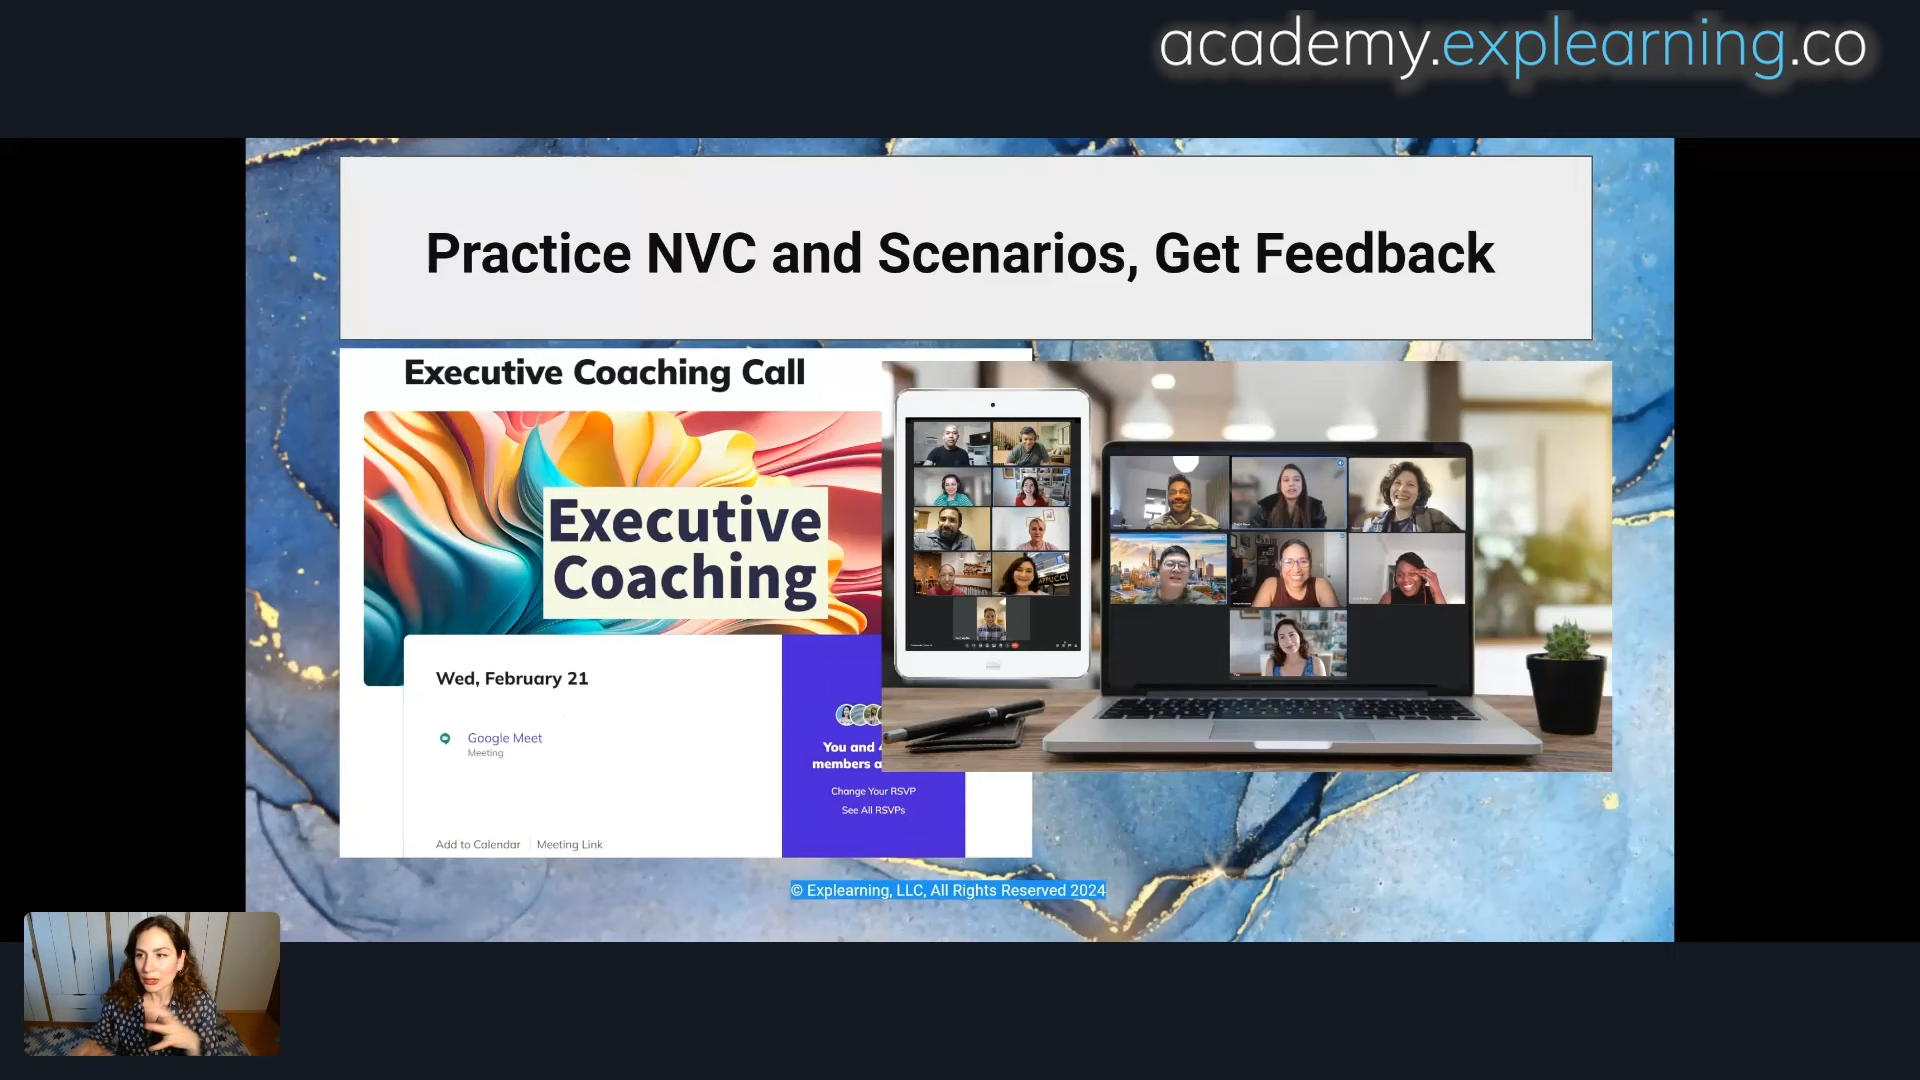 academy.explearning.co
Practice NVC and Scenarios, Get Feedback
Executive Coaching Call
Executive
Coaching
Wed, February 21
Google Meet
Meeting
You and
members a
Change Your RSVP
See All RSVPs
Add to Calendar
Meeting Link
© Explearning, LLC, All Rights Reserved 2024